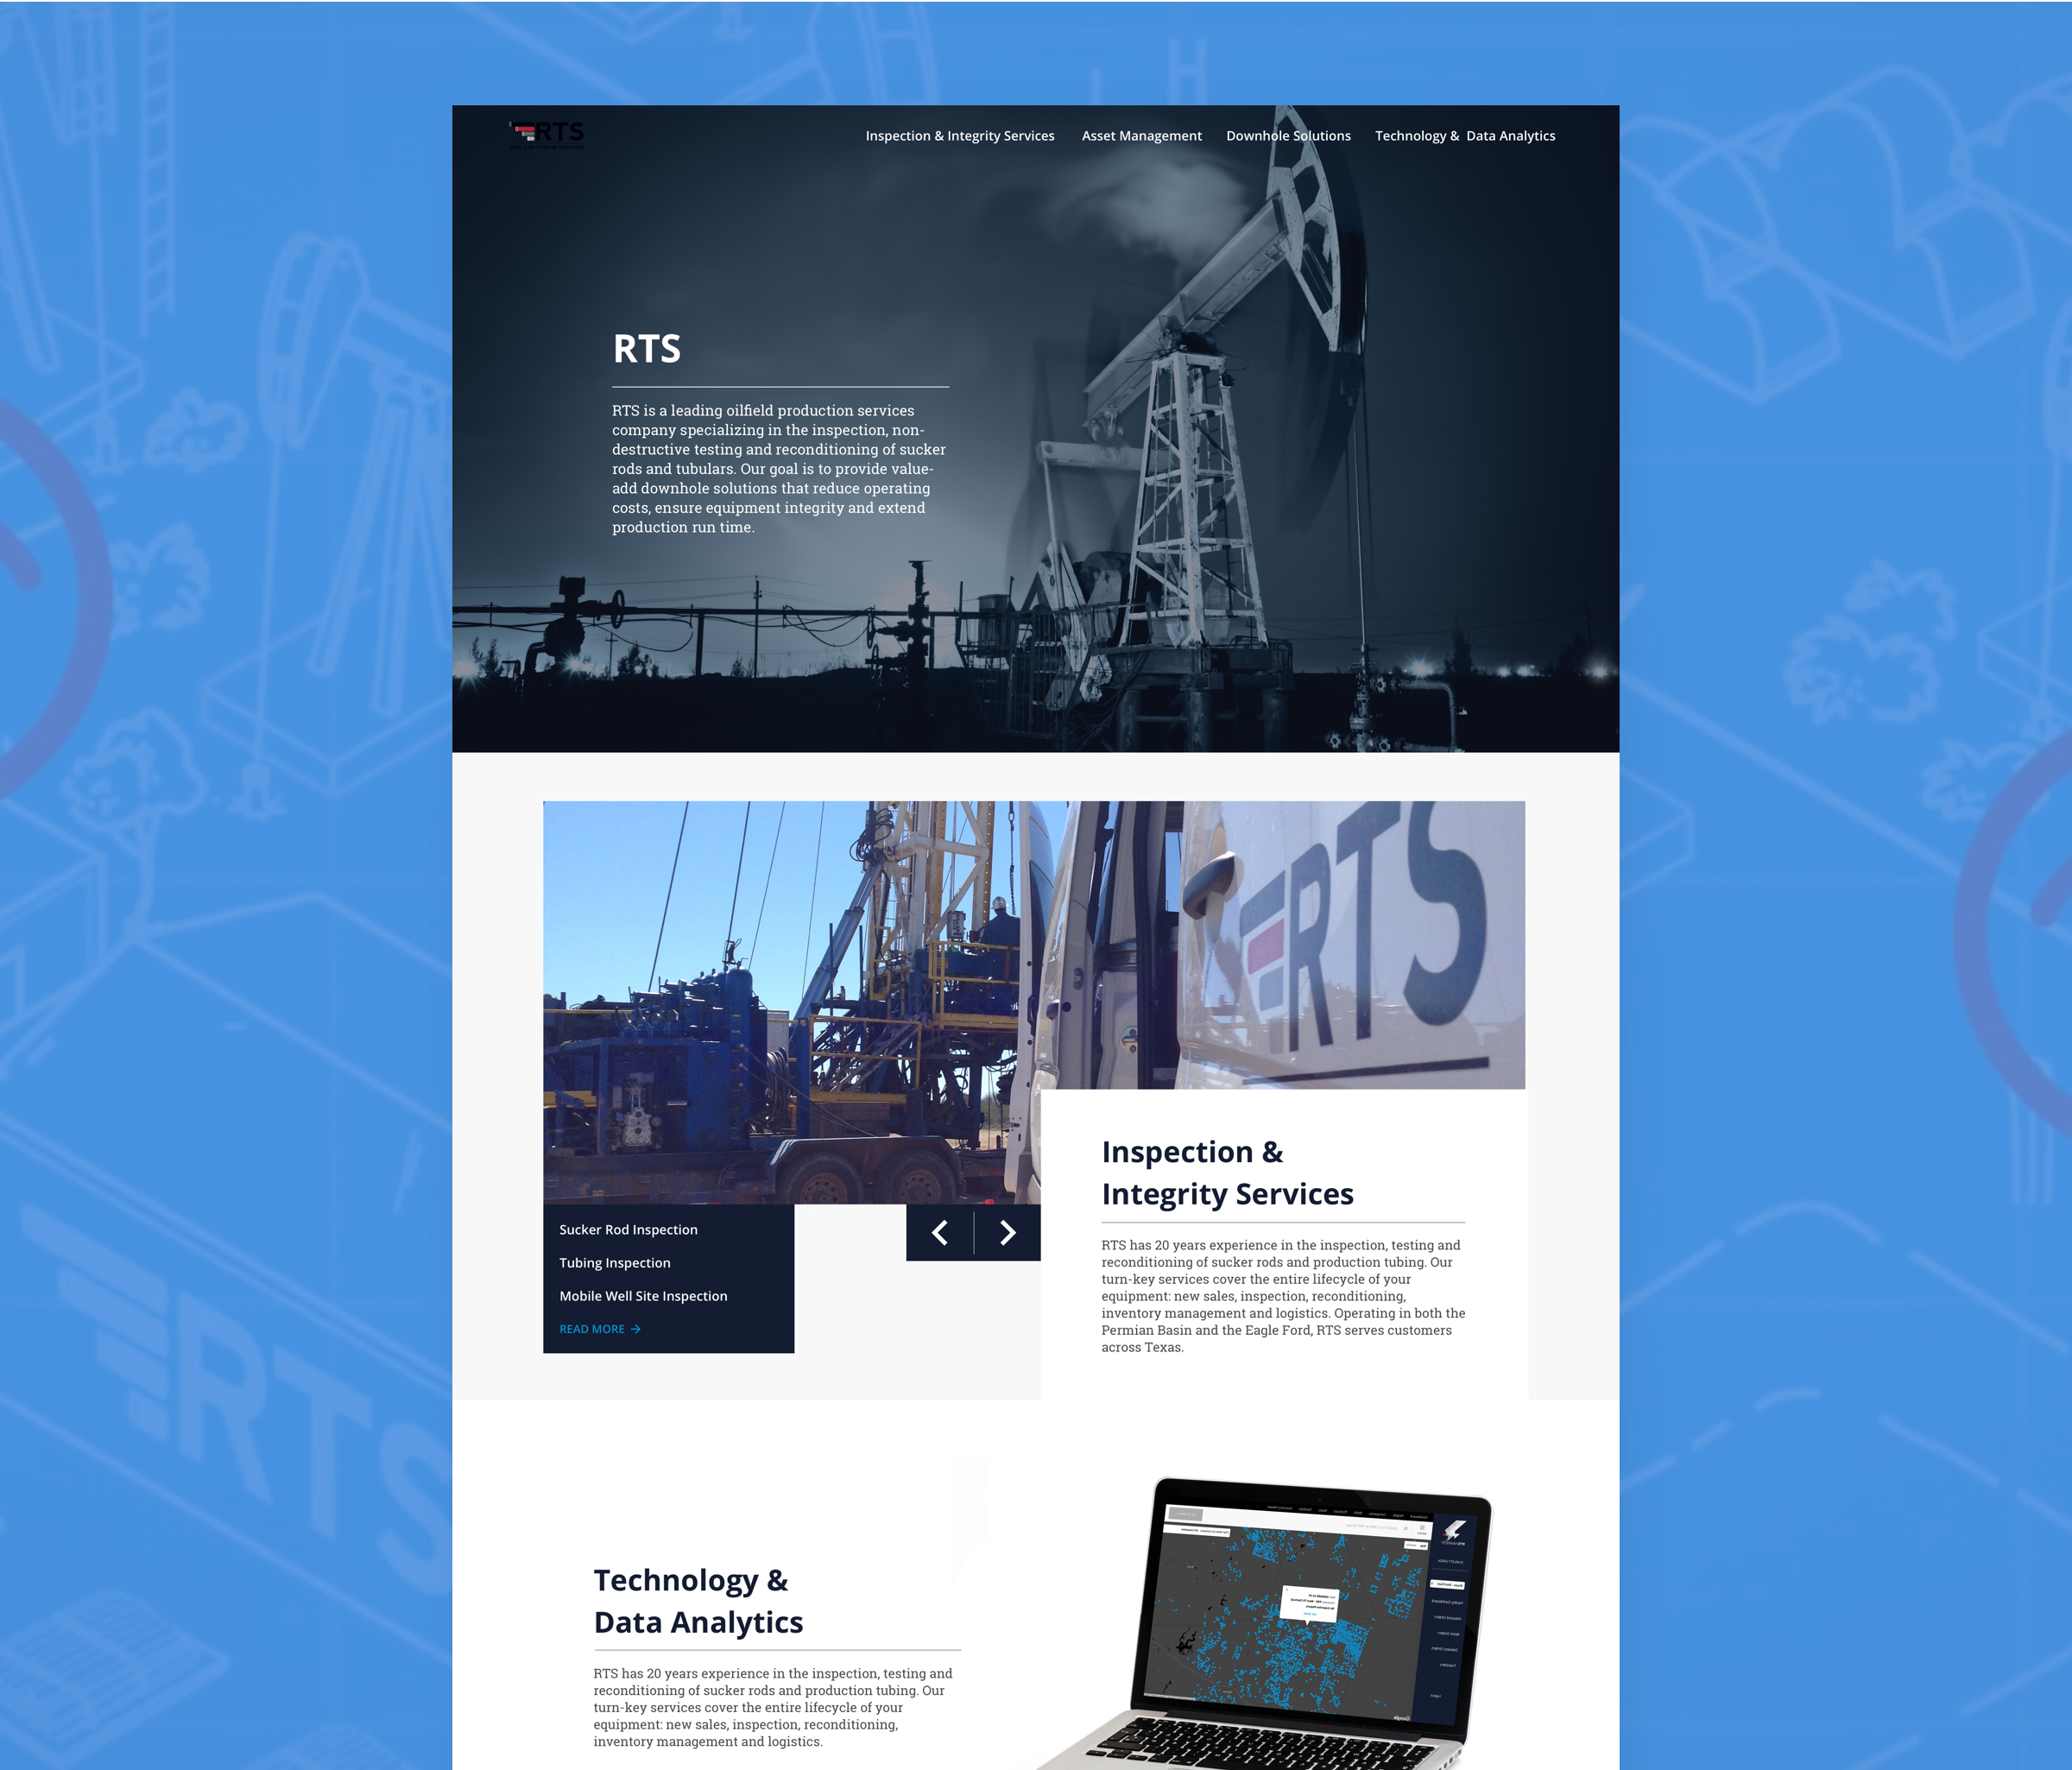 RTS
Inspection & Integrity Services Asset Management Downhole Solutions Technology & Data Analytics
RTS
RTS is a leading oilfield production services
company specializing in the inspection, non-
destructive testing and reconditioning of sucker
rods and tubulars. Our goal is to provide value-
add downhole solutions that reduce operating
costs, ensure equipment integrity and extend
production run time.
RTS
Sucker Rod Inspection
Tubing Inspection
Mobile Well Site Inspection
READ MORE →
Inspection &
Integrity Services
RTS has 20 years experience in the inspection, testing and
reconditioning of sucker rods and production tubing. Our
turn-key services cover the entire lifecycle of your
equipment: new sales, inspection, reconditioning,
inventory management and logistics. Operating in both the
Permian Basin and the Eagle Ford, RTS serves customers
across Texas.
RTS
Technology &
Data Analytics
RTS has 20 years experience in the inspection, testing and
reconditioning of sucker rods and production tubing. Our
turn-key services cover the entire lifecycle of your
equipment: new sales, inspection, reconditioning,
inventory management and logistics.
Google